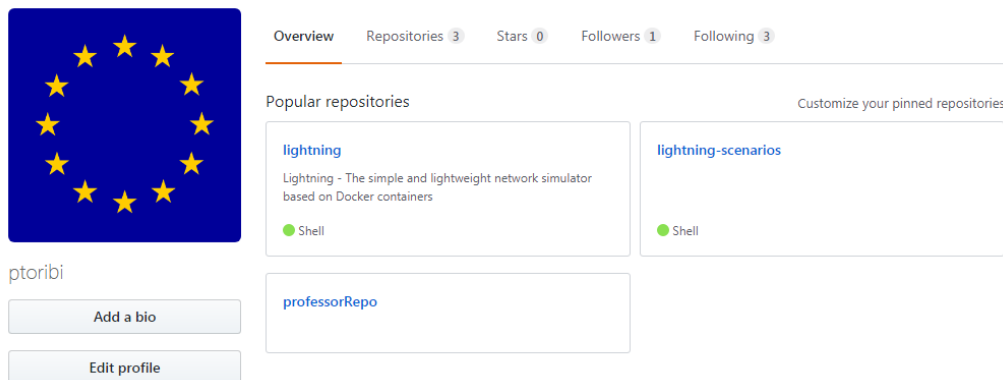 Overview Repositories 3 Stars 0 Followers 1 Following 3
Popular repositories
Customize your pinned repositories
lightning
Lightning - The simple and lightweight network simulator
based on Docker containers
Shell
lightning-scenarios
Shell
professorRepo
ptoribi
Add a bio
Edit profile